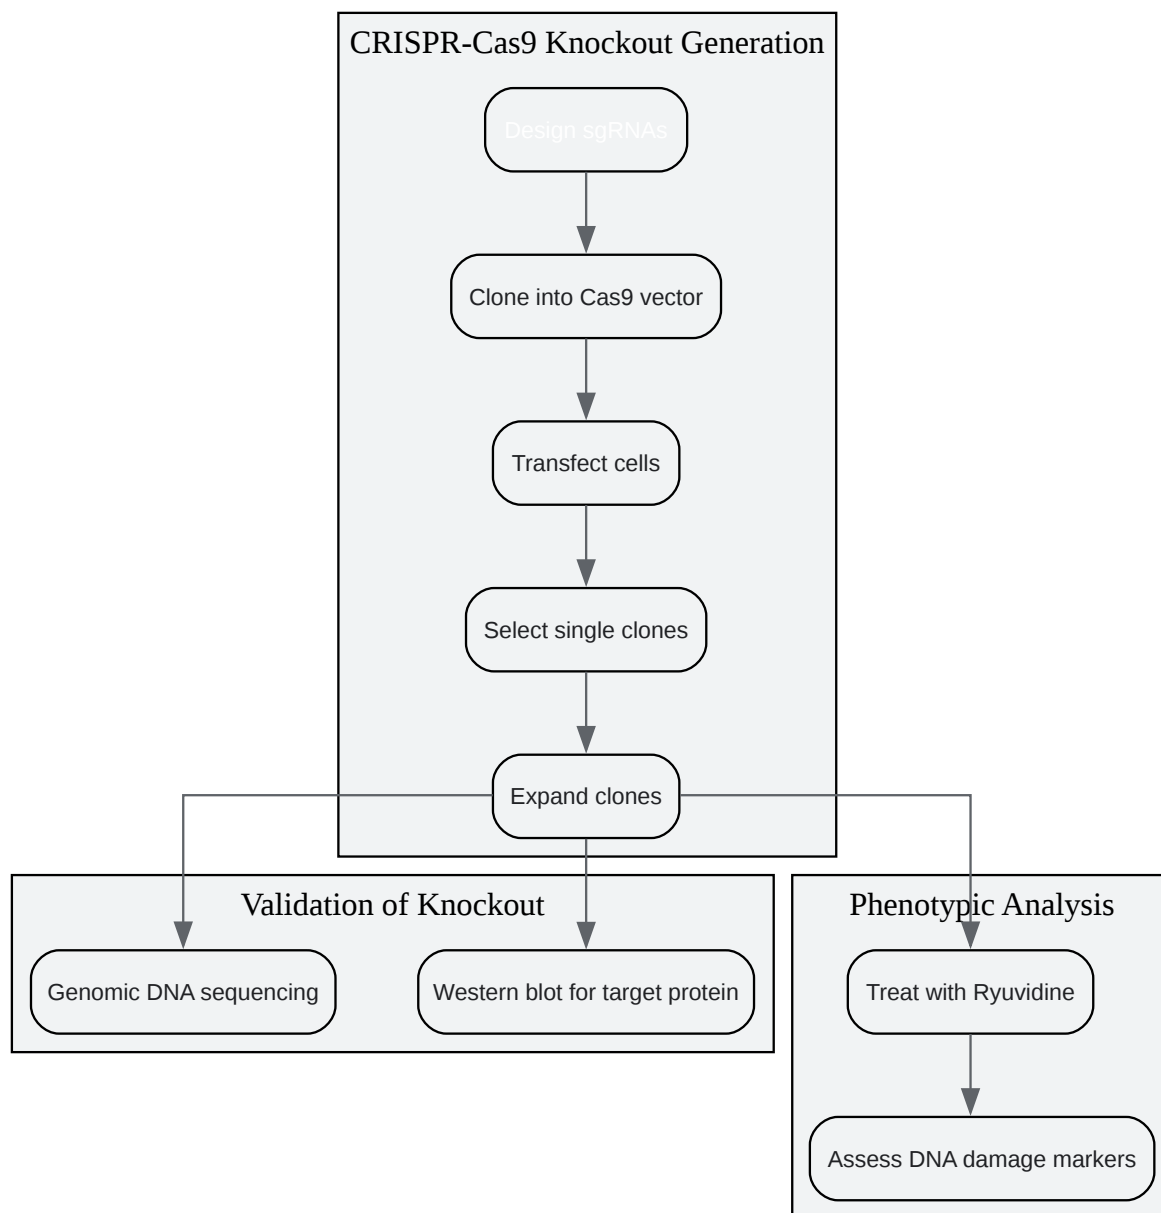 CRISPR-Cas9 Knockout Generation
Design sgRNAs
Clone into Cas9 vector
Transfect cells
Select single clones
Expand clones
Validation of Knockout
Phenotypic Analysis
Genomic DNA sequencing
Western blot for target protein
Treat with Ryuvidine
Assess DNA damage markers